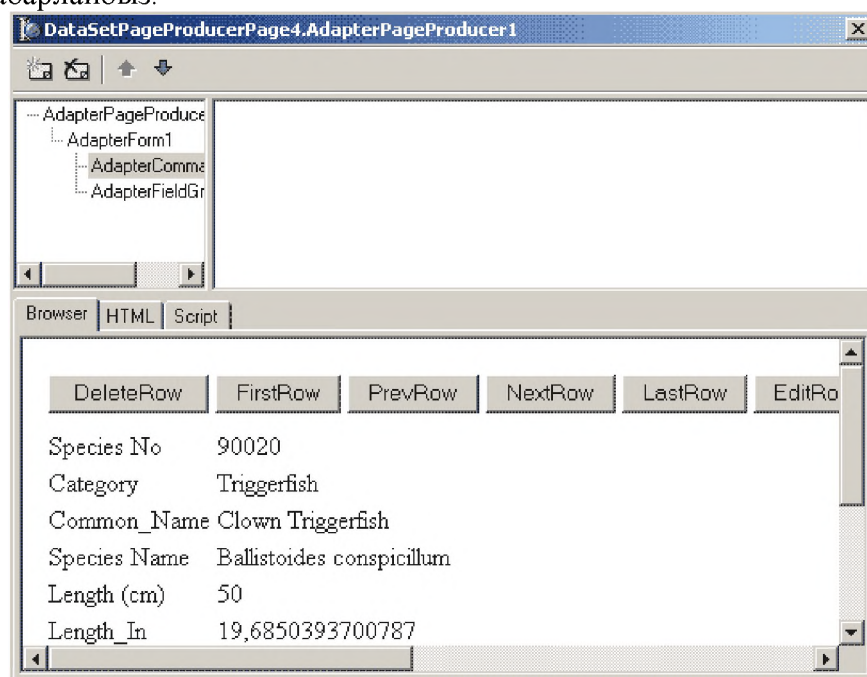 DataSetPageProducerPage4.AdapterPageProducer1
AdapterPageProduce
AdapterForm1
AdapterComma
AdapterFieldGr
Browser HTML Script
DeleteRow FirstRow PrevRow NextRow LastRow EditRo
Species No 90020
Category Triggerfish
Common_Name Clown Triggerfish
Species Name Ballistoides conspicillum
Length (cm) 50
Length_In 19,6850393700787